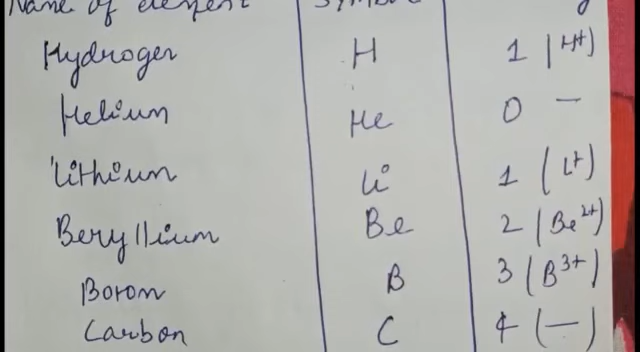 Name of element Symbol
Hydrogen H 1 (H+)
Helium He 0 —
Lithium Li 1 (L+)
Beryllium Be 2 (Be2+)
Boron B 3 (B3+)
Carbon C 4 (—)